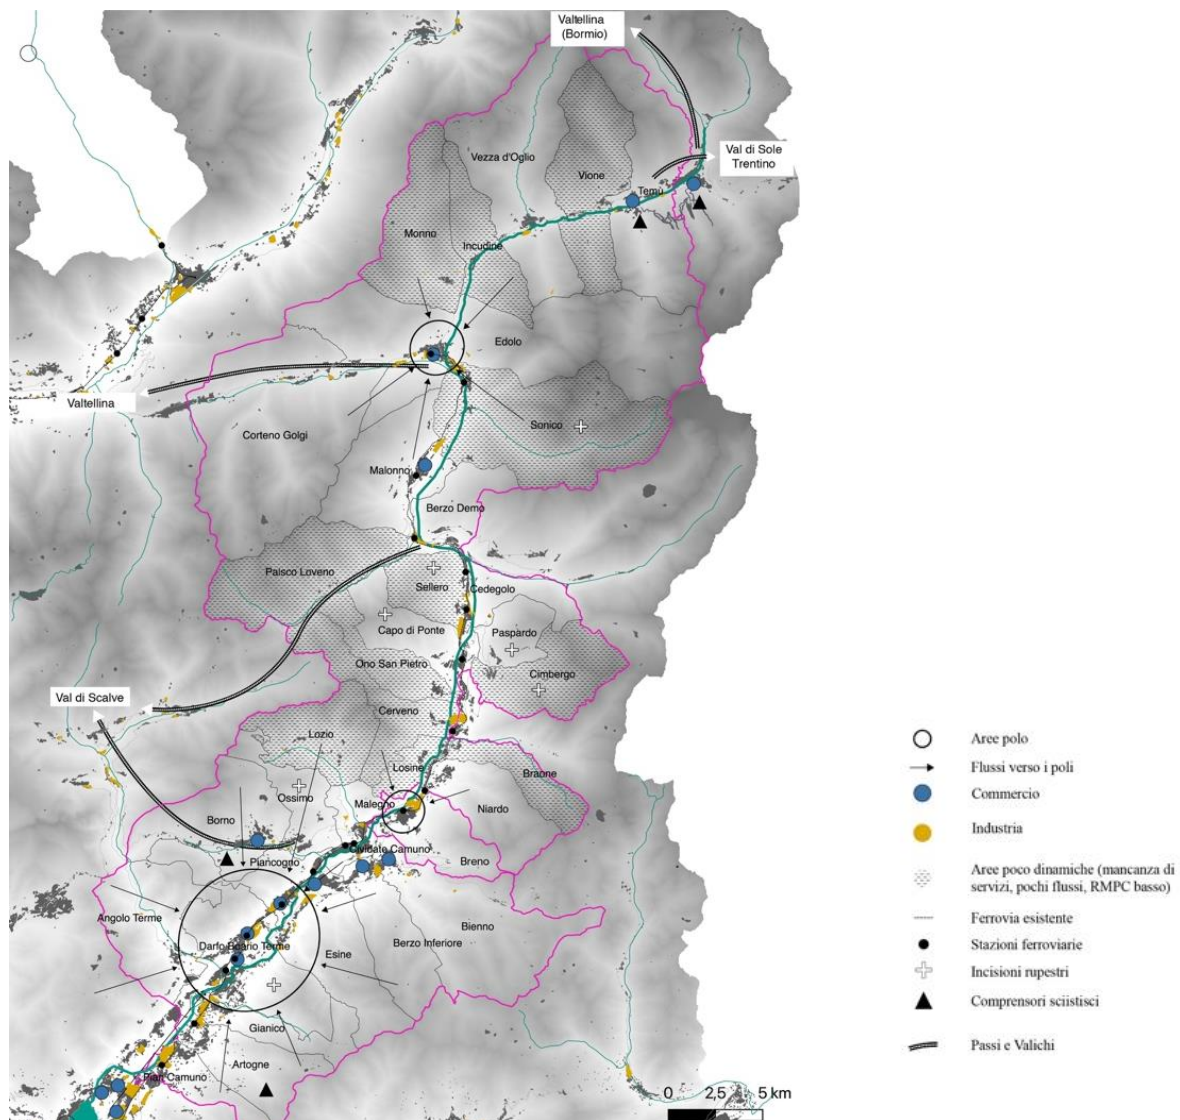 Valtellina
(Bormio)
Val di Sole
Trentino
Vezza d'Oglio
Vione
Temù
Monno
Incudine
Edolo
Valtellina
Corteno Golgi
Sonico
Malonno
Berzo Demo
Paisco Loveno
Sellero
Cedegolo
Capo di Ponte
Paspardo
Ono San Pietro
Cimbergo
Val di Scalve
Cerveno
Lozio
Losine
Braone
Ossimo
Malegno
Niardo
Borno
Cividate Camuno
Piancogno
Breno
Angolo Terme
Bienno
Darfo Boario Terme
Esine
Berzo Inferiore
Gianico
Artogne
Pian Camuno
0 2,5 5 km
Aree polo
Flussi verso i poli
Commercio
Industria
Aree poco dinamiche (mancanza di
servizi, pochi flussi, RMPC basso)
Ferrovia esistente
Stazioni ferroviarie
Incisioni rupestri
Comprensori sciistisci
Passi e Valichi